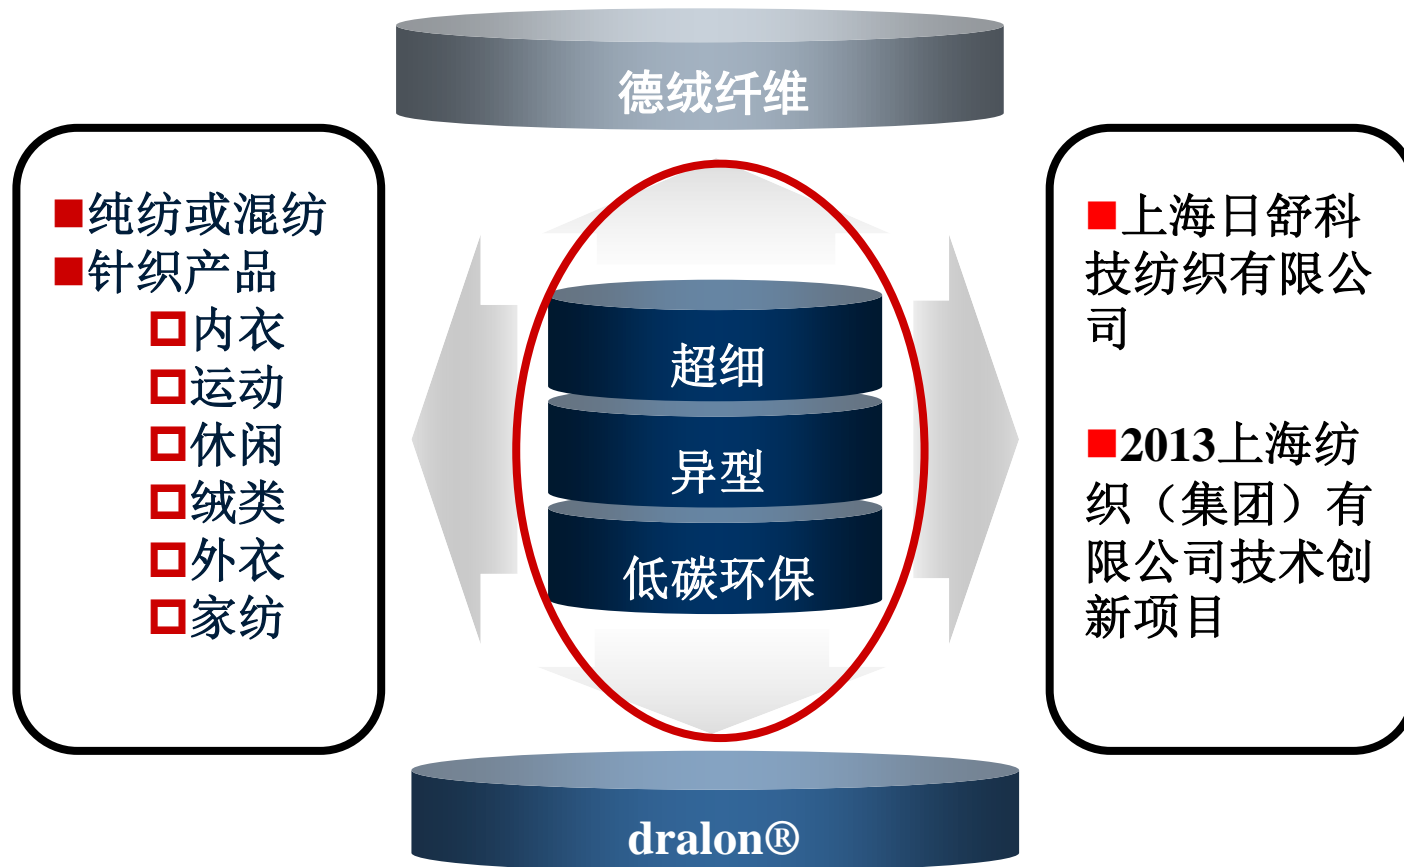 德绒纤维
■纯纺或混纺
■针织产品
□内衣
□运动
□休闲
□绒类
□外衣
□家纺
超细
异型
低碳环保
■上海日舒科
技纺织有限公
司
■2013上海纺
织（集团）有
限公司技术创
新项目
dralon®